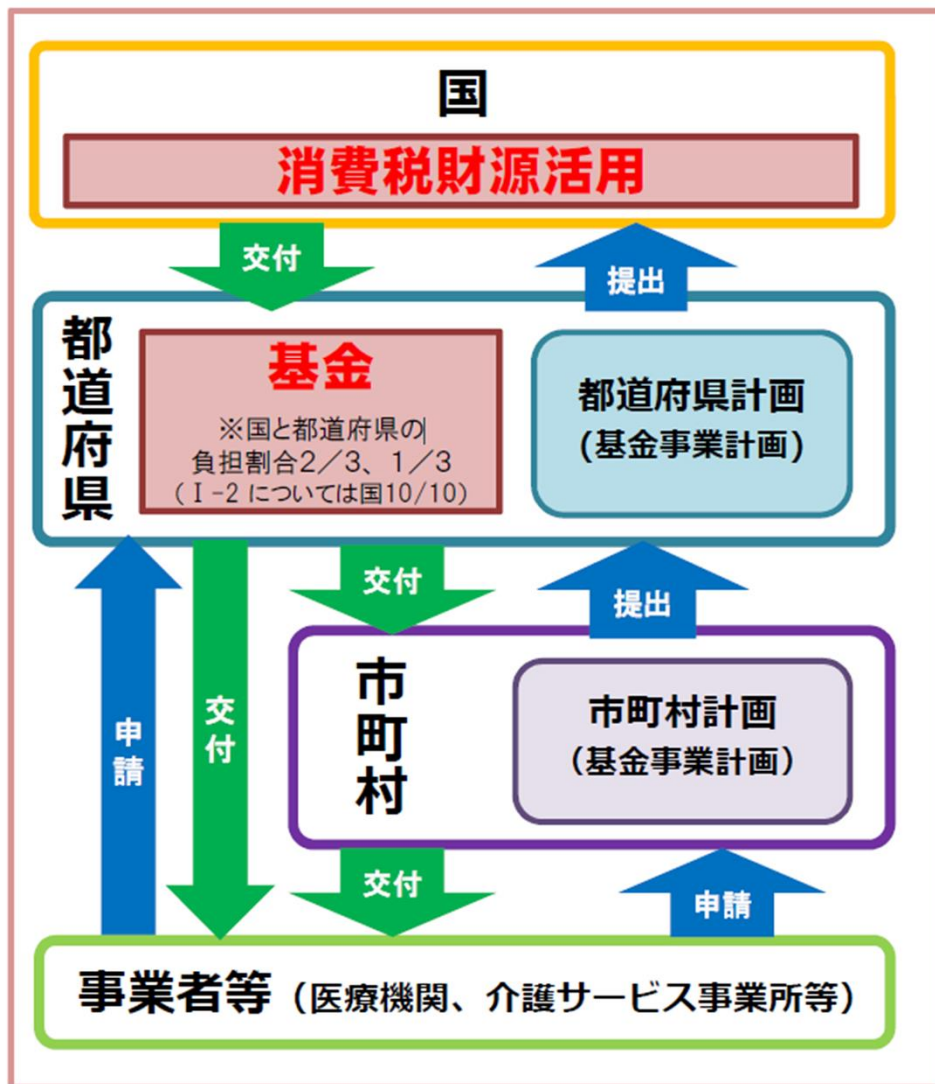 国
消費税財源活用
交付
提出
都道府県
基金
※国と都道府県の
負担割合2／3、1／3
(Ⅰ-2 については国10/10)
都道府県計画
(基金事業計画)
交付
提出
申請
交付
市町村
市町村計画
(基金事業計画)
交付
申請
事業者等（医療機関、介護サービス事業所等）